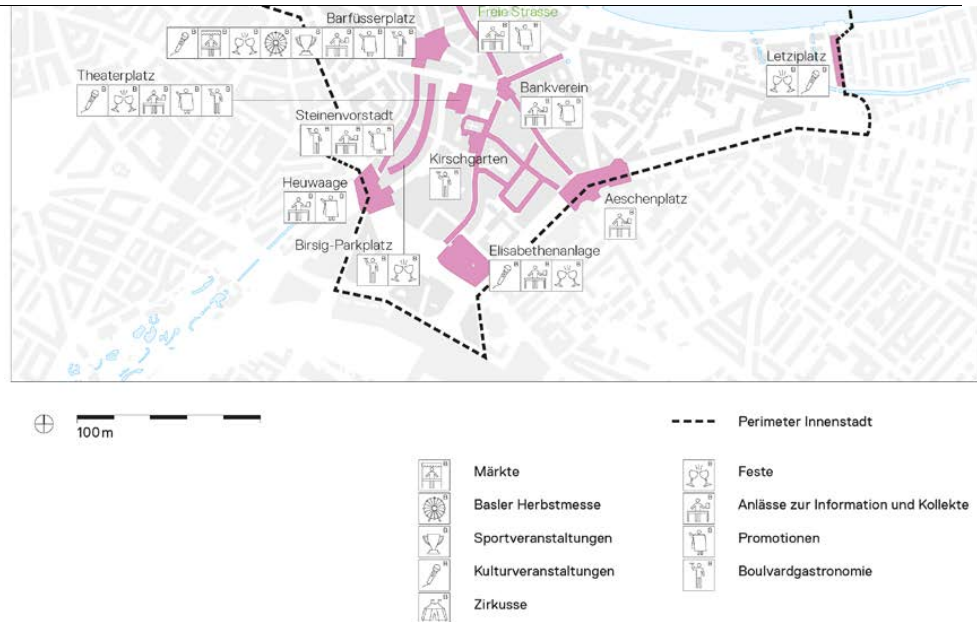 Barfüsserplatz
Freie Strasse
Letziplatz
Theaterplatz
Bankverein
Steinenvorstadt
Kirschgarten
Heuwaage
Aeschenplatz
Birsig-Parkplatz
Elisabethenanlage
100 m
Perimeter Innenstadt
Märkte
Feste
Basler Herbstmesse
Anlässe zur Information und Kollekte
Sportveranstaltungen
Promotionen
Kulturveranstaltungen
Boulvardgastronomie
Zirkusse